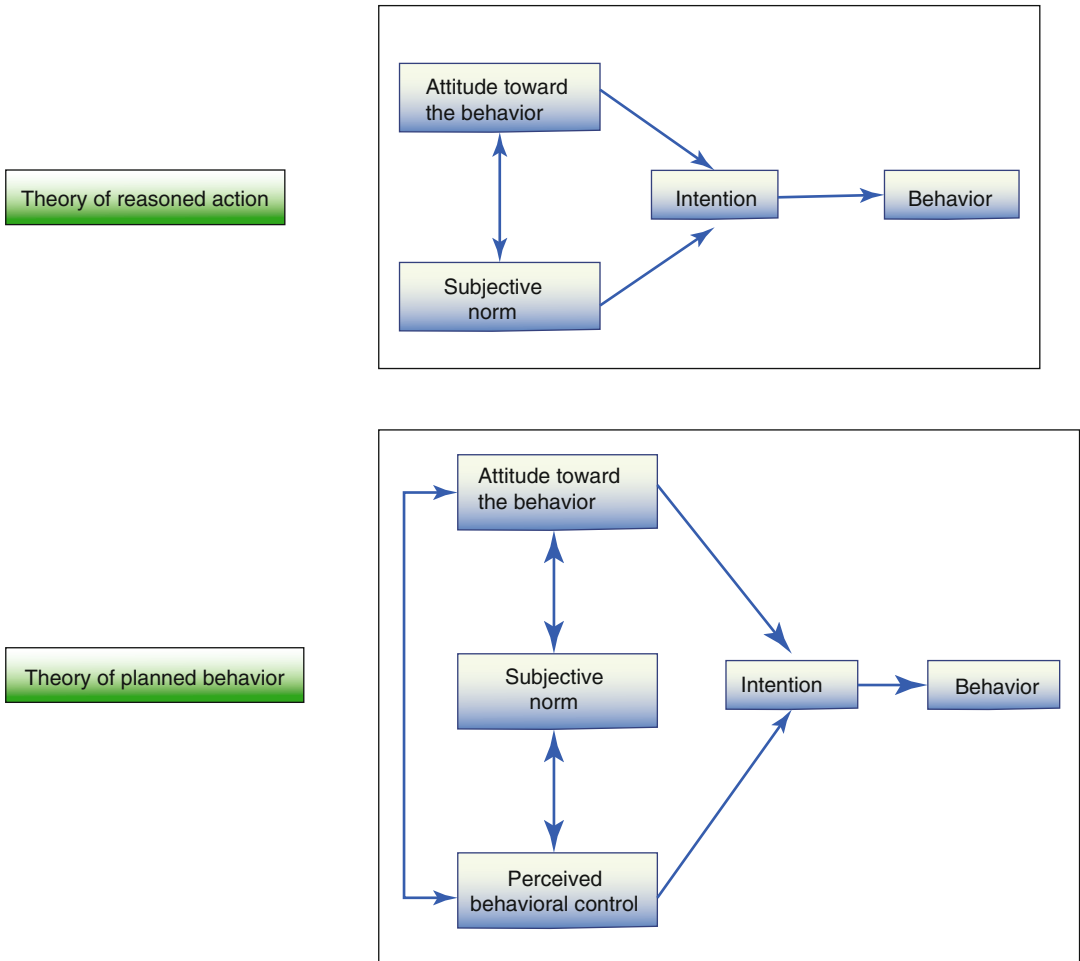 Theory of reasoned action
Attitude toward
the behavior
Subjective
norm
Intention
Behavior
Theory of planned behavior
Attitude toward
the behavior
Subjective
norm
Perceived
behavioral control
Intention
Behavior